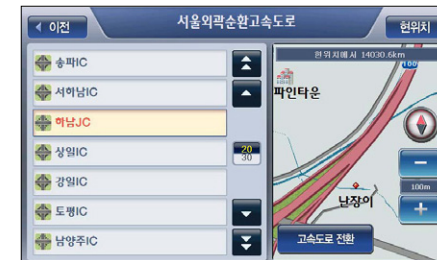 이전
서울외곽순환고속도로
현위치
송파IC
서하남IC
하남JC
상일IC
강일IC
토평IC
남양주IC
20
30
현위치에서 14030.6km
100
파인타운
난장이
100m
고속도로 전환